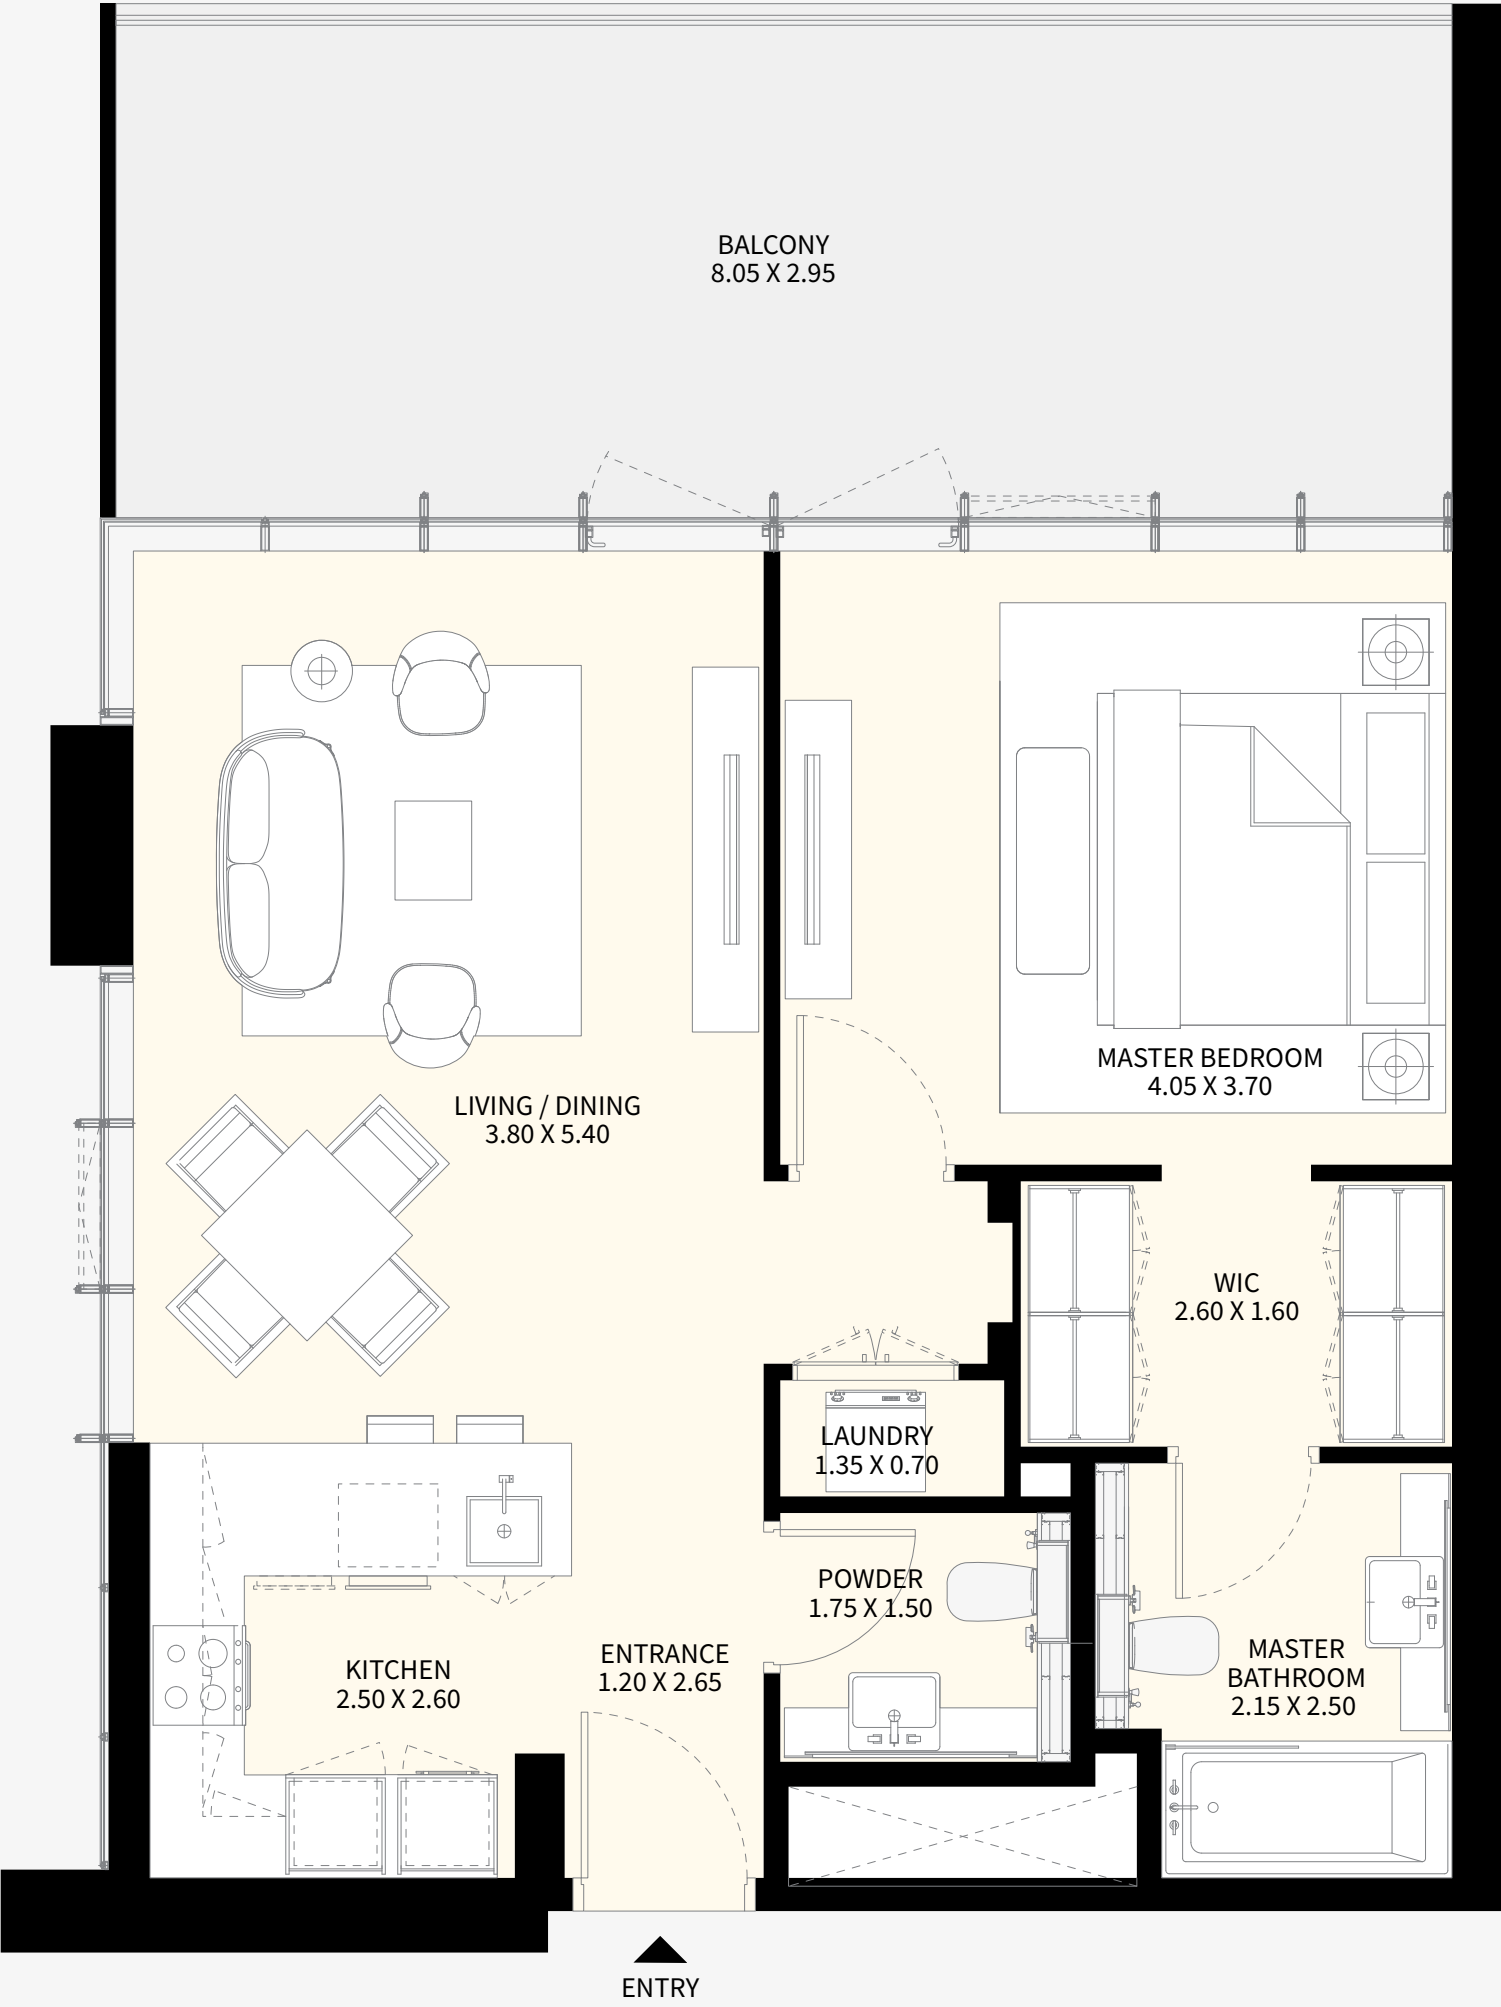 BALCONY
8.05 X 2.95
MASTER BEDROOM
4.05 X 3.70
LIVING / DINING
3.80 X 5.40
WIC
2.60 X 1.60
LAUNDRY
1.35 X 0.70
POWDER
1.75 X 1.50
ENTRANCE
1.20 X 2.65
KITCHEN
2.50 X 2.60
MASTER
BATHROOM
2.15 X 2.50
ENTRY